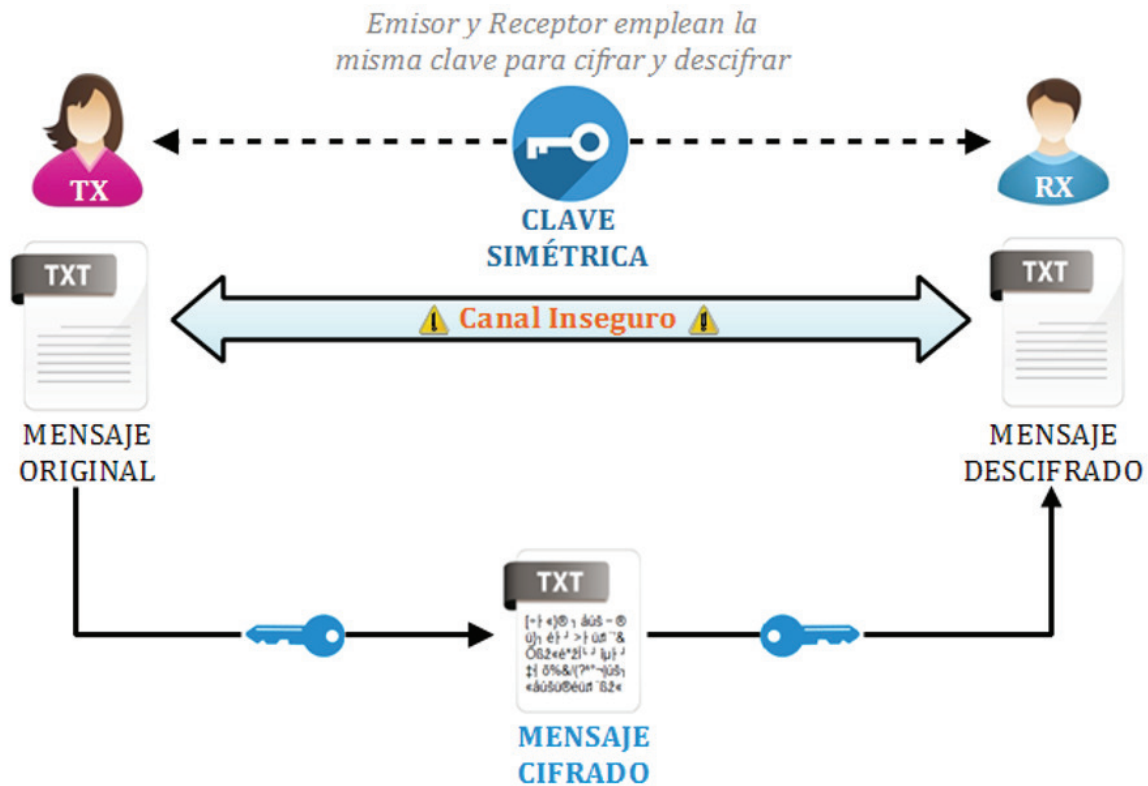 Emisor y Receptor emplean la
misma clave para cifrar y descifrar
TX
RX
CLAVE
SIMÉTRICA
TXT
TXT
Canal Inseguro
MENSAJE
ORIGINAL
MENSAJE
DESCIFRADO
TXT
MENSAJE
CIFRADO